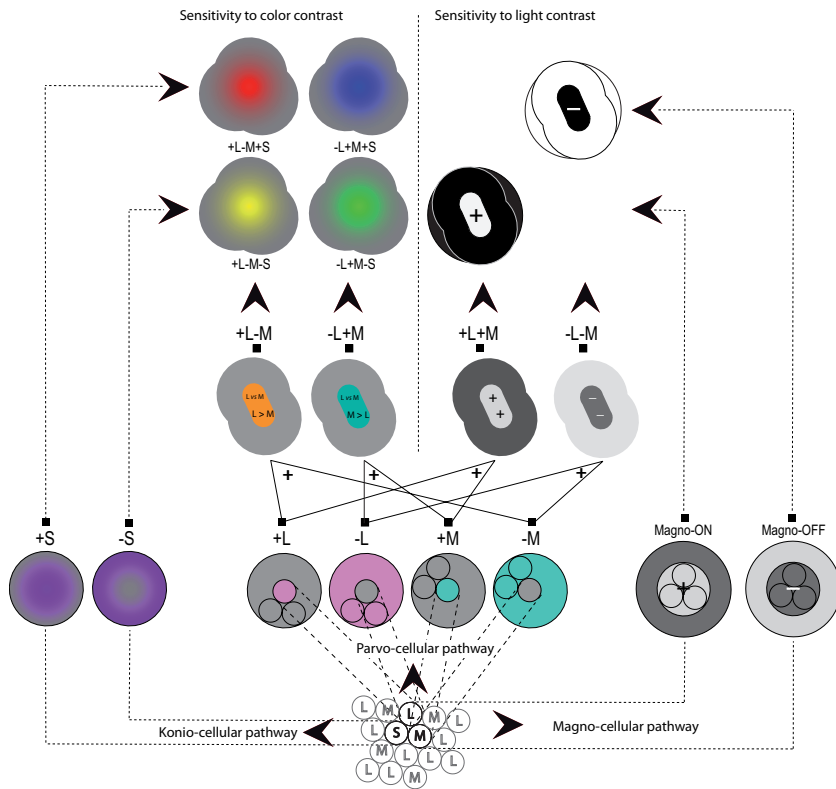 Sensitivity to color contrast
Sensitivity to light contrast
−
+L-M+S
-L+M+S
+
+L-M-S
-L+M-S
+L-M
-L+M
+L+M
-L-M
L vs M
L > M
L vs M
M > L
+
+
−
−
+
+
+
+
+S
-S
+L
-L
+M
-M
Magno-ON
Magno-OFF
+
−
Parvo-cellular pathway
L
M
L
M
L
Konio-cellular pathway
L
S
M
L
Magno-cellular pathway
M
L
L
L
L
L
M